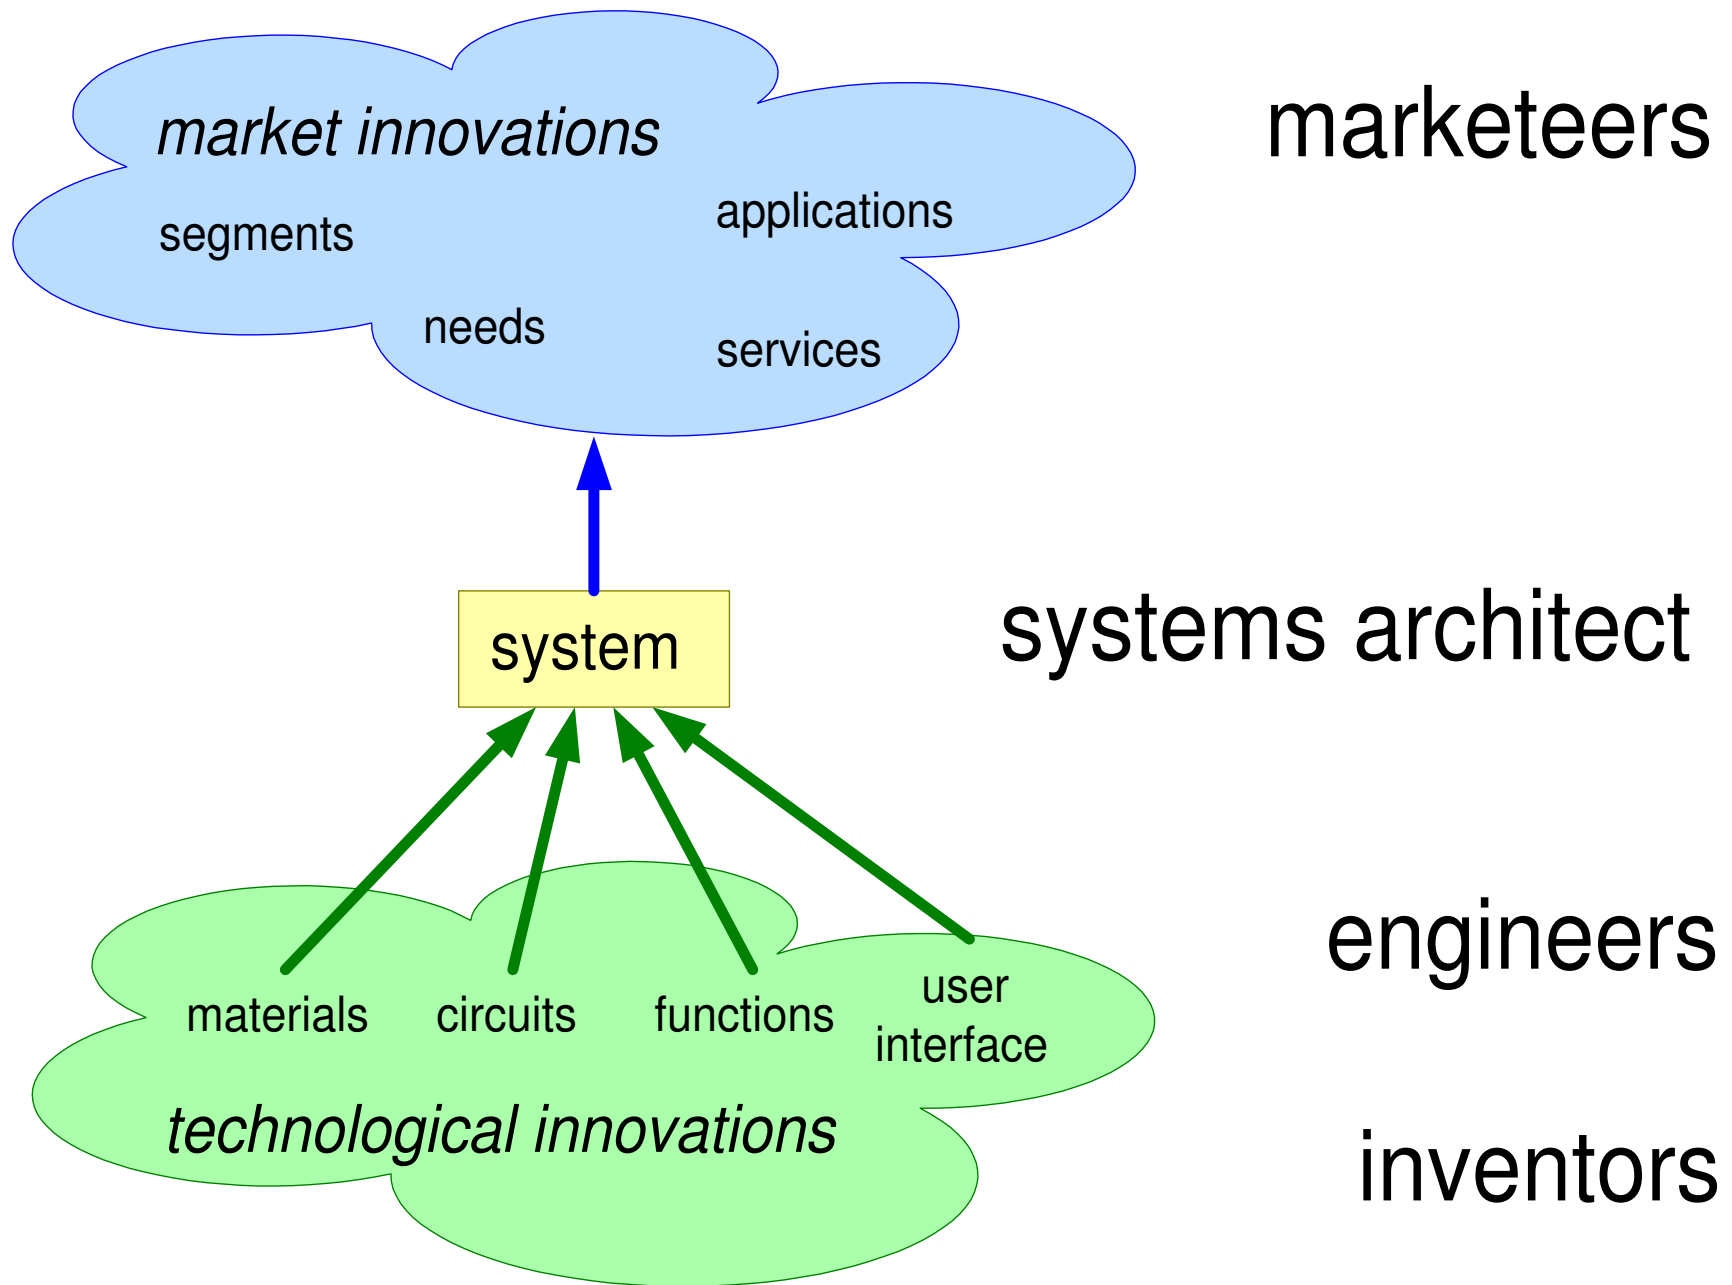 market innovations
marketeers
segments
applications
needs
services
system
systems architect
engineers
materials
circuits
functions
user
interface
technological innovations
inventors